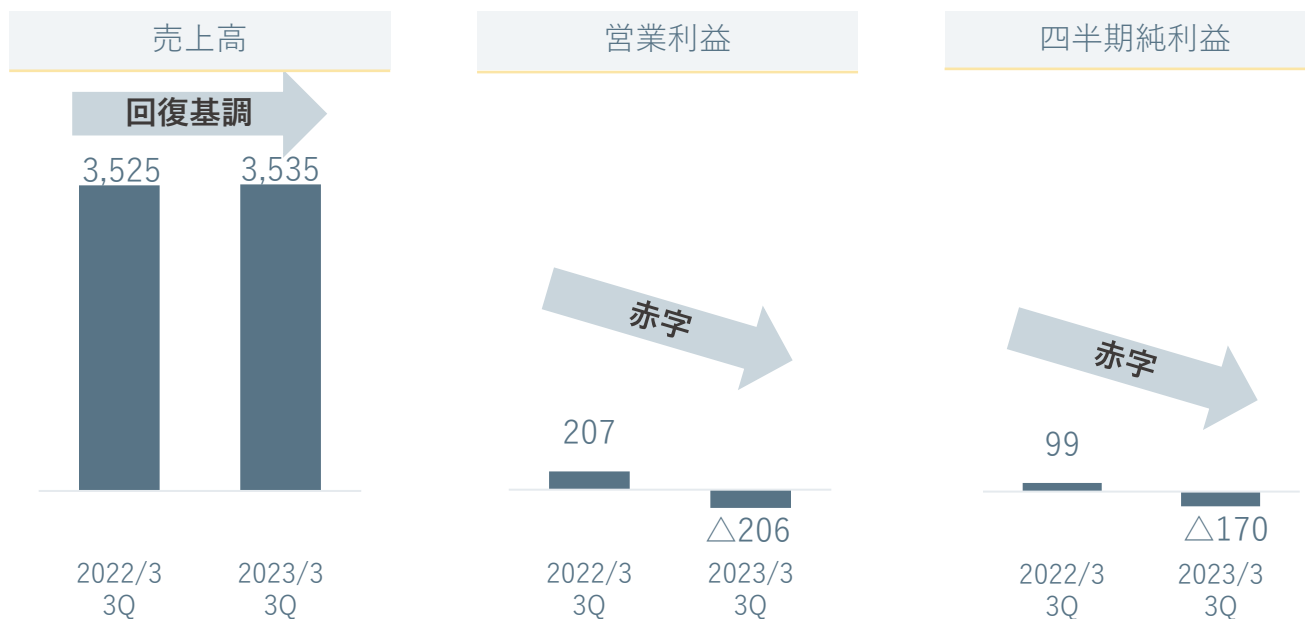 売上高
回復基調
3,525
3,535
2022/3
3Q
2023/3
3Q
営業利益
赤字
207
△206
2022/3
3Q
2023/3
3Q
四半期純利益
赤字
99
△170
2022/3
3Q
2023/3
3Q